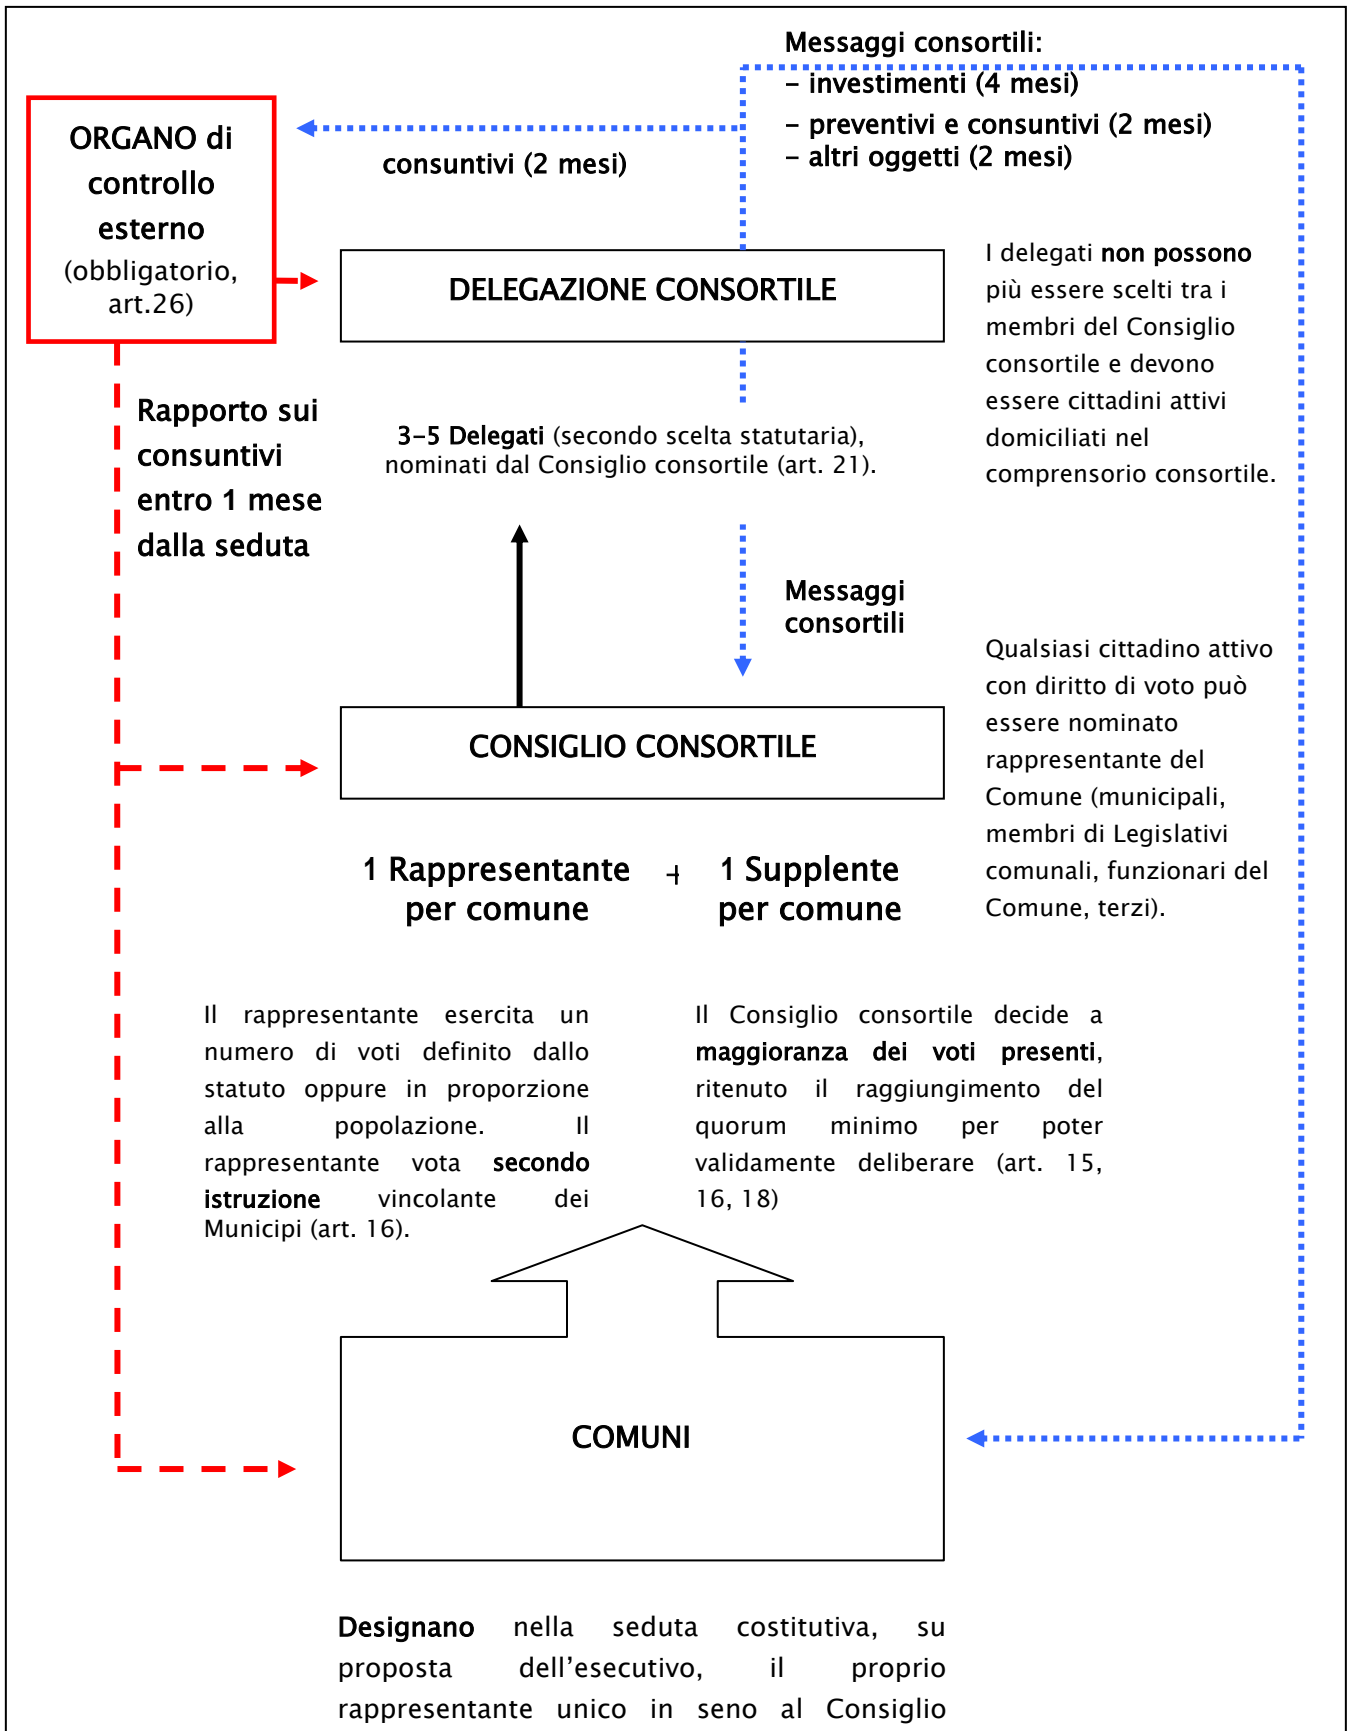 Messaggi consortili:
– investimenti (4 mesi)
– preventivi e consuntivi (2 mesi)
– altri oggetti (2 mesi)
ORGANO di
controllo
esterno
(obbligatorio,
art.26)
consuntivi (2 mesi)
DELEGAZIONE CONSORTILE
I delegati non possono
più essere scelti tra i
membri del Consiglio
consortile e devono
essere cittadini attivi
domiciliati nel
comprensorio consortile.
Rapporto sui
consuntivi
entro 1 mese
dalla seduta
3–5 Delegati (secondo scelta statutaria),
nominati dal Consiglio consortile (art. 21).
Messaggi
consortili
Qualsiasi cittadino attivo
con diritto di voto può
essere nominato
rappresentante del
Comune (municipali,
membri di Legislativi
comunali, funzionari del
Comune, terzi).
CONSIGLIO CONSORTILE
1 Rappresentante + 1 Supplente
per comune per comune
Il rappresentante esercita un
numero di voti definito dallo
statuto oppure in proporzione
alla popolazione. Il
rappresentante vota secondo
istruzione vincolante dei
Municipi (art. 16).
Il Consiglio consortile decide a
maggioranza dei voti presenti,
ritenuto il raggiungimento del
quorum minimo per poter
validamente deliberare (art. 15,
16, 18)
COMUNI
Designano nella seduta costitutiva, su
proposta dell'esecutivo, il proprio
rappresentante unico in seno al Consiglio